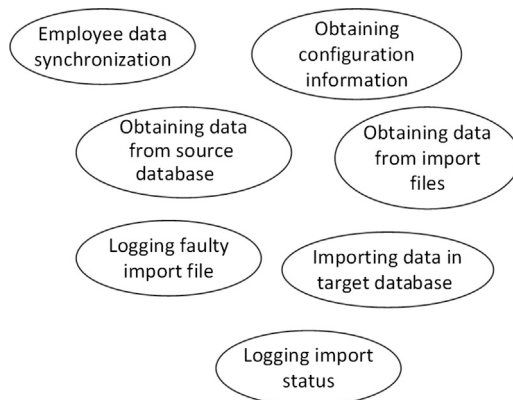 Employee data
synchronization
Obtaining
configuration
information
Obtaining data
from source
database
Obtaining data
from import
files
Logging faulty
import file
Importing data in
target database
Logging import
status